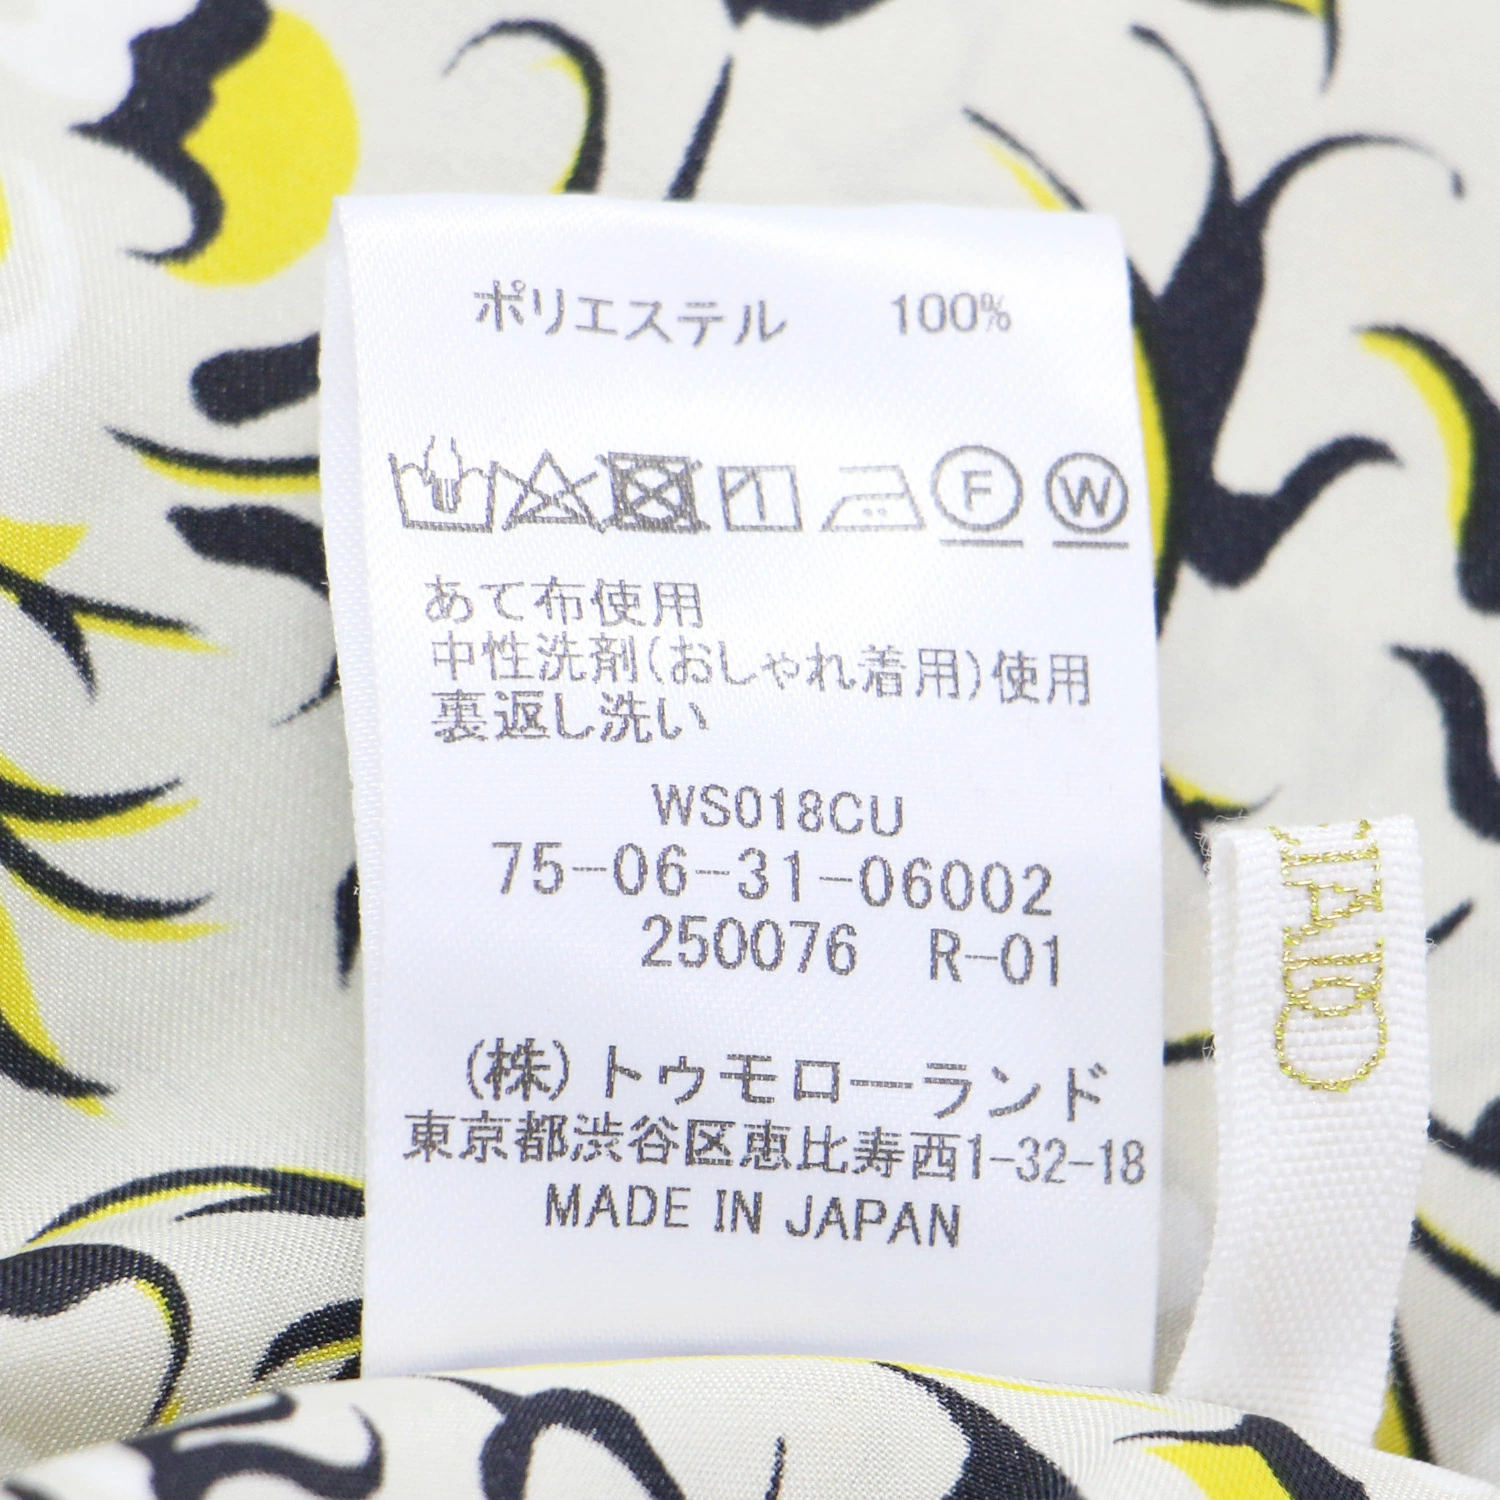 ポリエステル 100%
F W
あて布使用
中性洗剤(おしゃれ着用)使用
裏返し洗い
WS018CU
75-06-31-06002
250076 R-01
(株)トゥモローランド
東京都渋谷区恵比寿西1-32-18
MADE IN JAPAN